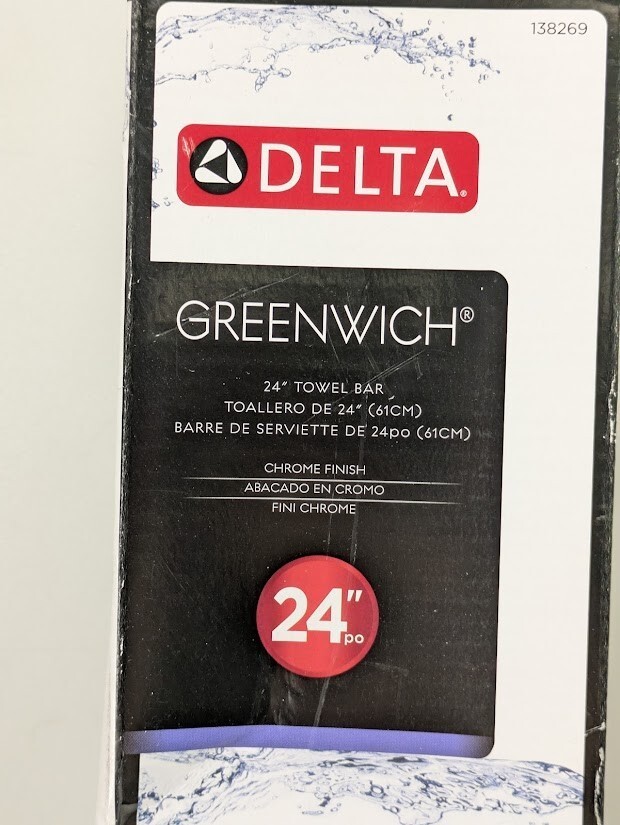 138269
DELTA®
GREENWICH®
24" TOWEL BAR
TOALLERO DE 24" (61CM)
BARRE DE SERVIETTE DE 24po (61CM)
CHROME FINISH
ABACADO EN CROMO
FINI CHROME
24" po